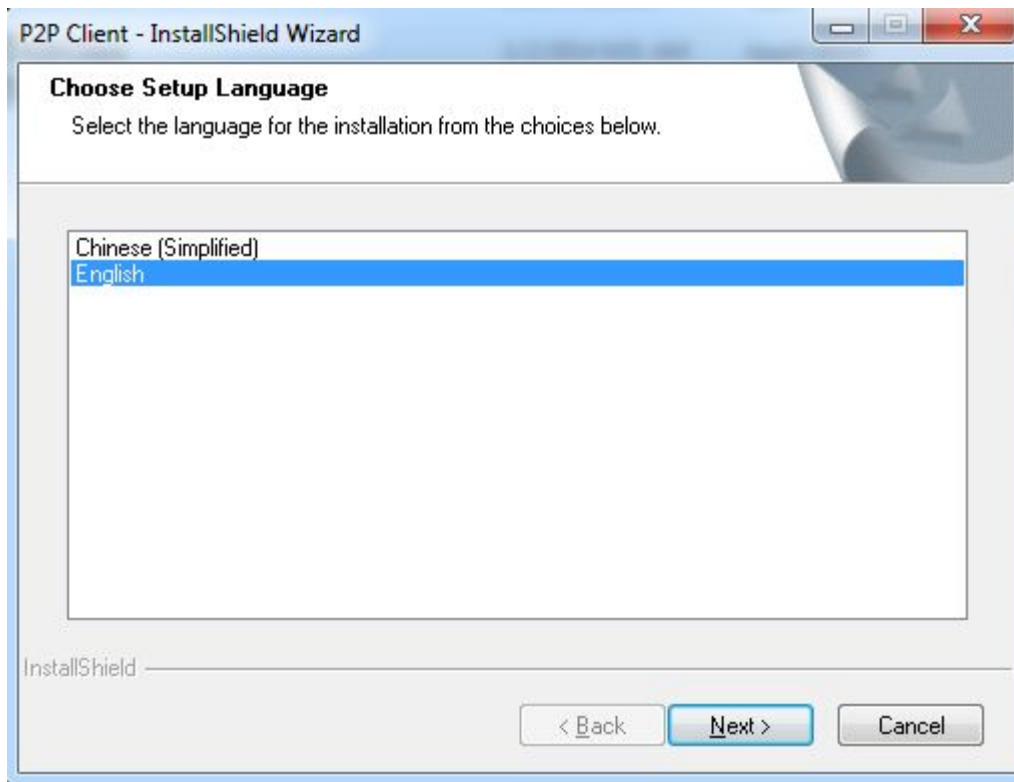 P2P Client - InstallShield Wizard
Choose Setup Language
Select the language for the installation from the choices below.
Chinese (Simplified)
English
InstallShield
< Back
Next >
Cancel